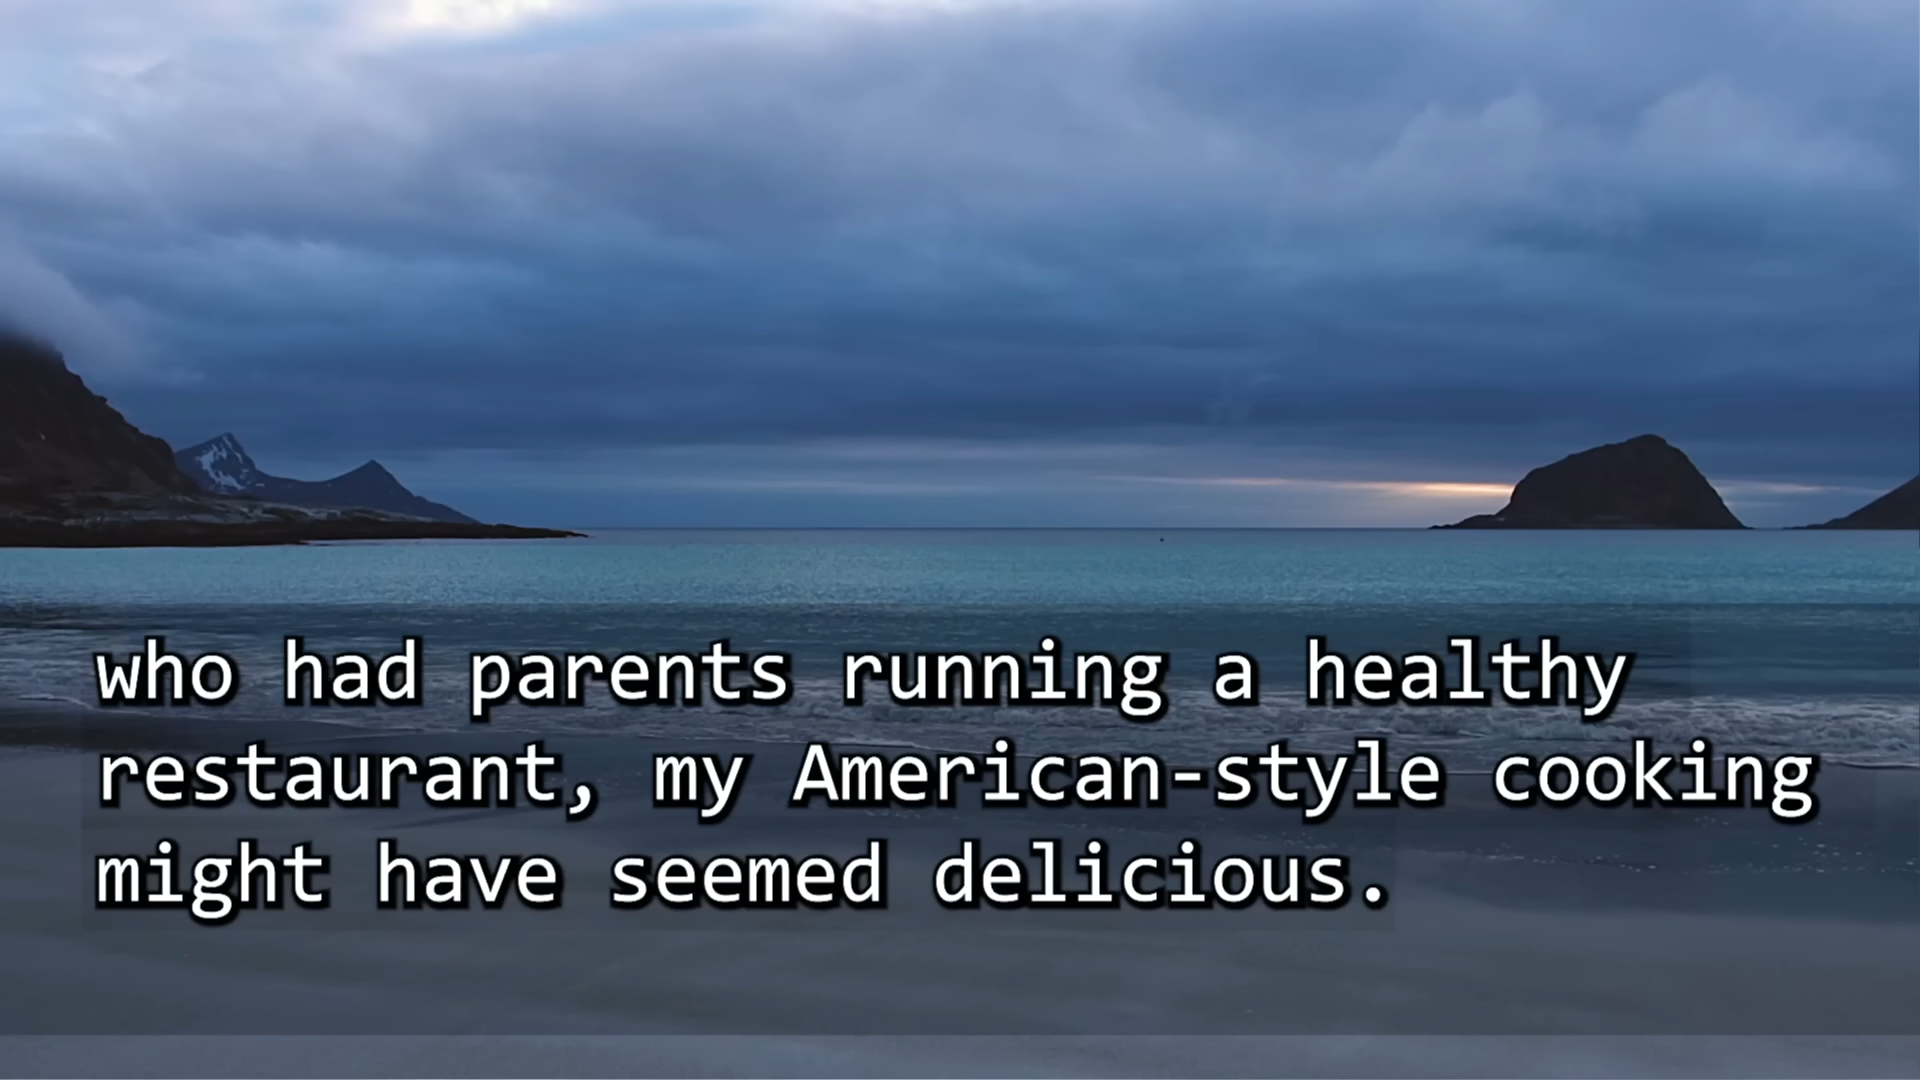 who had parents running a healthy
restaurant, my American-style cooking
might have seemed delicious.